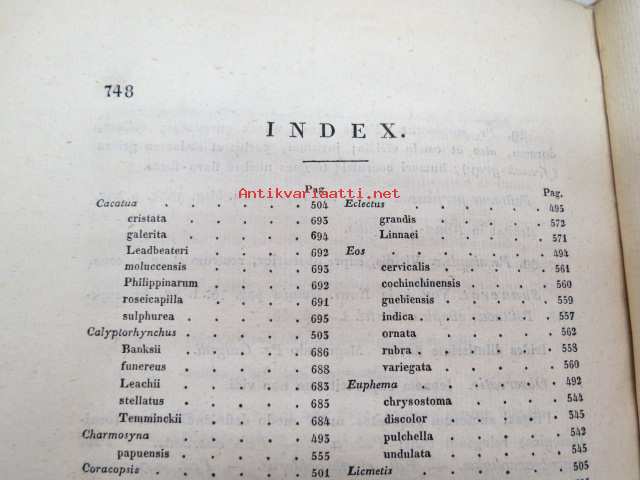 748
INDEX.
Antikvariaatti.net
Pag.
Cacatua . . . . . . 504
cristata . . . . . 693
galerita . . . . . 694
Leadbeateri . . . . 692
moluccensis . . . . 693
Philippinarum . . . 692
roseicapilla . . . . 691
sulphurea . . . . . 695
Calyptorhynchus . . . . 503
Banksii . . . . . 686
funereus . . . . . 688
Leachii . . . . . 683
stellatus . . . . . 685
Temminckii . . . . 684
Charmosyna . . . . . 493
papuensis . . . . . 555
Coracopsis . . . . . 501
Pag.
Eclectus . . . . . . 495
grandis . . . . . 572
Linnaei . . . . . 571
Eos . . . . . . . 494
cervicalis . . . . . 561
cochinchinensis . . . 560
guebiensis . . . . . 559
indica . . . . . . 557
ornata . . . . . . 562
rubra . . . . . . 558
variegata . . . . . 560
Euphema . . . . . . 492
chrysostoma . . . . 544
discolor . . . . . 545
pulchella . . . . . 542
undulata . . . . . 545
Licmetis . . . . . . 505